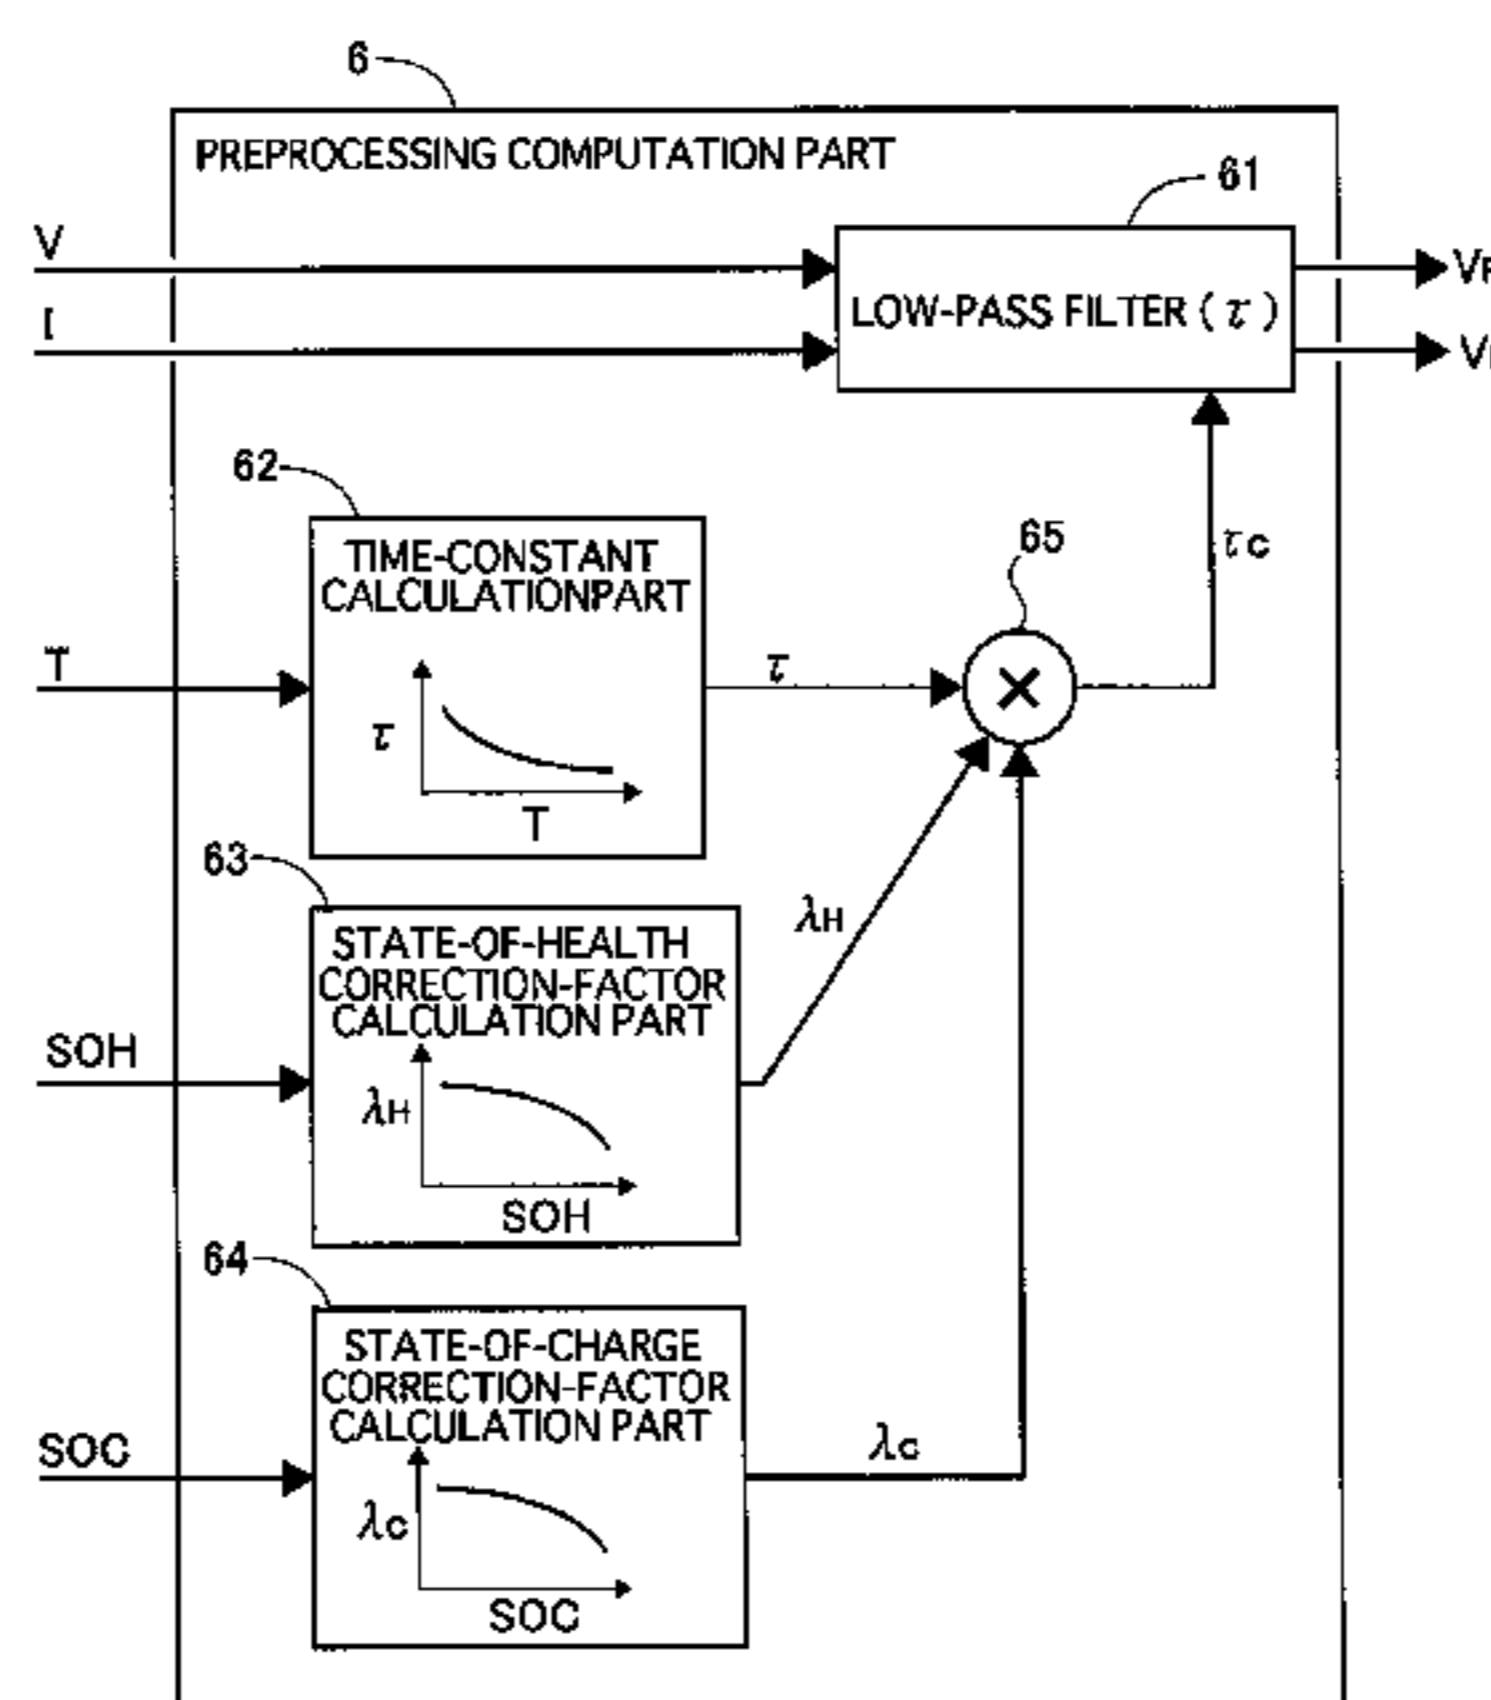 6
PREPROCESSING COMPUTATION PART
61
V
I
LOW-PASS FILTER ( τ )
62
TIME-CONSTANT
CALCULATIONPART
65
τC
T
τ
τ
T
63
STATE-OF-HEALTH
CORRECTION-FACTOR
CALCULATION PART
λH
SOH
λH
SOH
64
STATE-OF-CHARGE
CORRECTION-FACTOR
CALCULATION PART
λC
SOC
λC
SOC